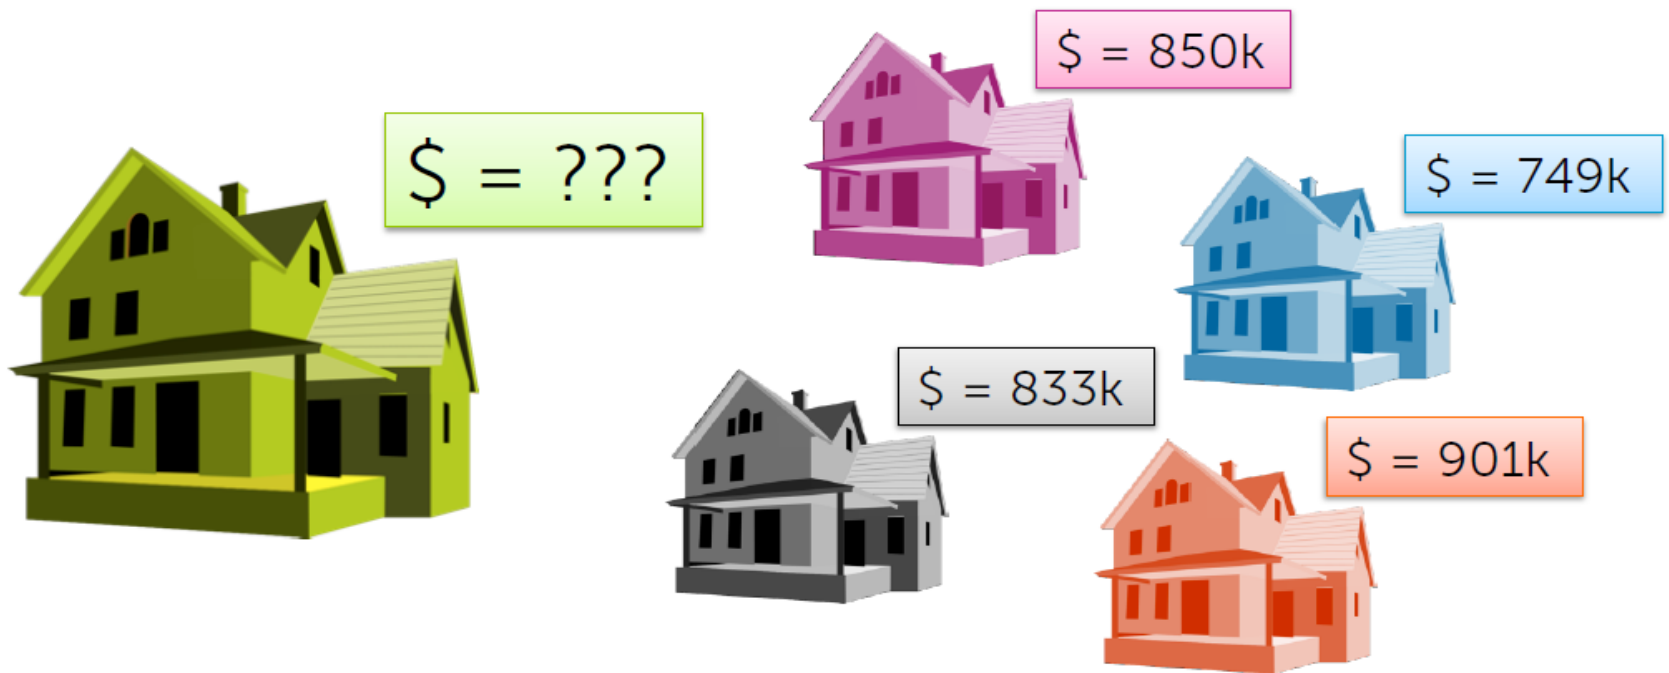 $ = ???
$ = 850k
$ = 749k
$ = 833k
$ = 901k